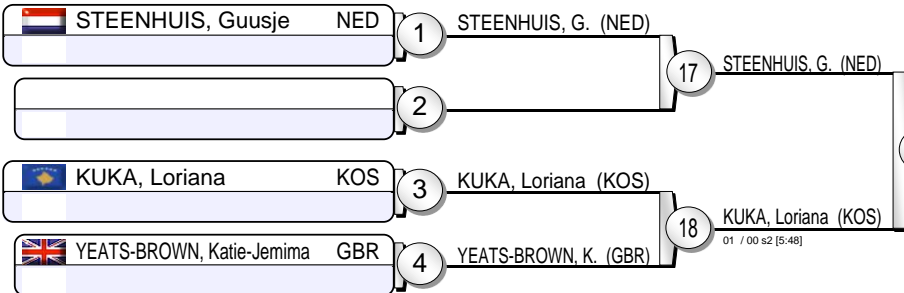 STEENHUIS, Guusje NED
1
STEENHUIS, G. (NED)
17
STEENHUIS, G. (NED)
2
KUKA, Loriana KOS
3
KUKA, Loriana (KOS)
18
KUKA, Loriana (KOS)
01 / 00 s2 [5:48]
YEATS-BROWN, Katie-Jemima GBR
4
YEATS-BROWN, K. (GBR)